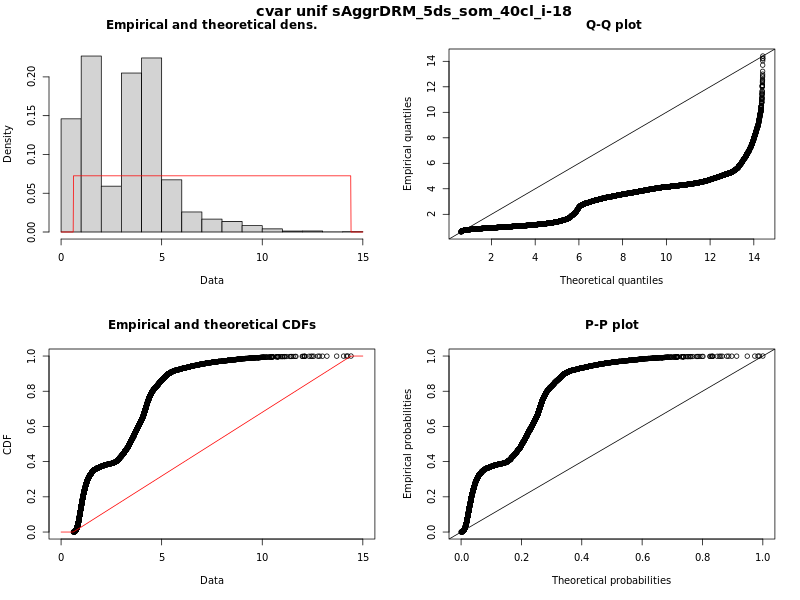 cvar unif sAggrDRM_5ds_som_40cl_i-18
Empirical and theoretical dens.
Density
0.00 0.05 0.10 0.15 0.20
0 5 10 15
Data
Q-Q plot
Empirical quantiles
2 4 6 8 10 12 14
2 4 6 8 10 12 14
Theoretical quantiles
Empirical and theoretical CDFs
CDF
0.0 0.2 0.4 0.6 0.8 1.0
0 5 10 15
Data
P-P plot
Empirical probabilities
0.0 0.2 0.4 0.6 0.8 1.0
0.0 0.2 0.4 0.6 0.8 1.0
Theoretical probabilities